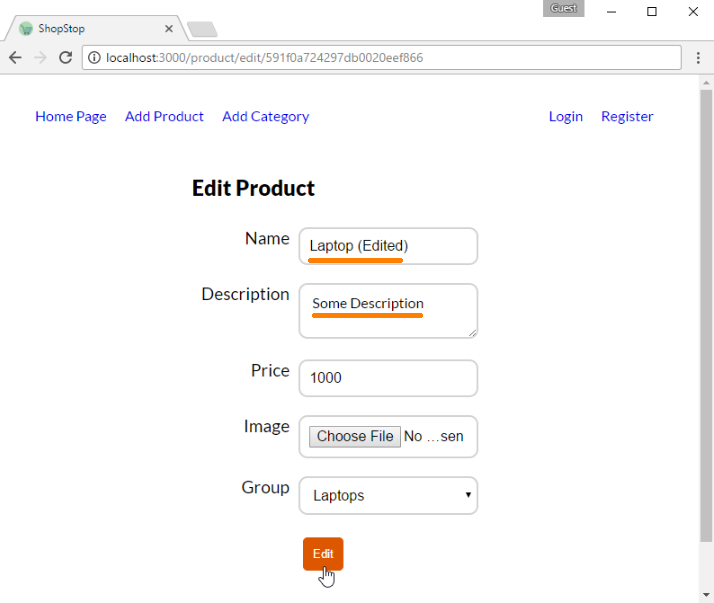 Guest
ShopStop
localhost:3000/product/edit/591f0a724297db0020eef866
Home Page Add Product Add Category Login Register
Edit Product
Name Laptop (Edited)
Description Some Description
Price 1000
Image Choose File No ...sen
Group Laptops
Edit